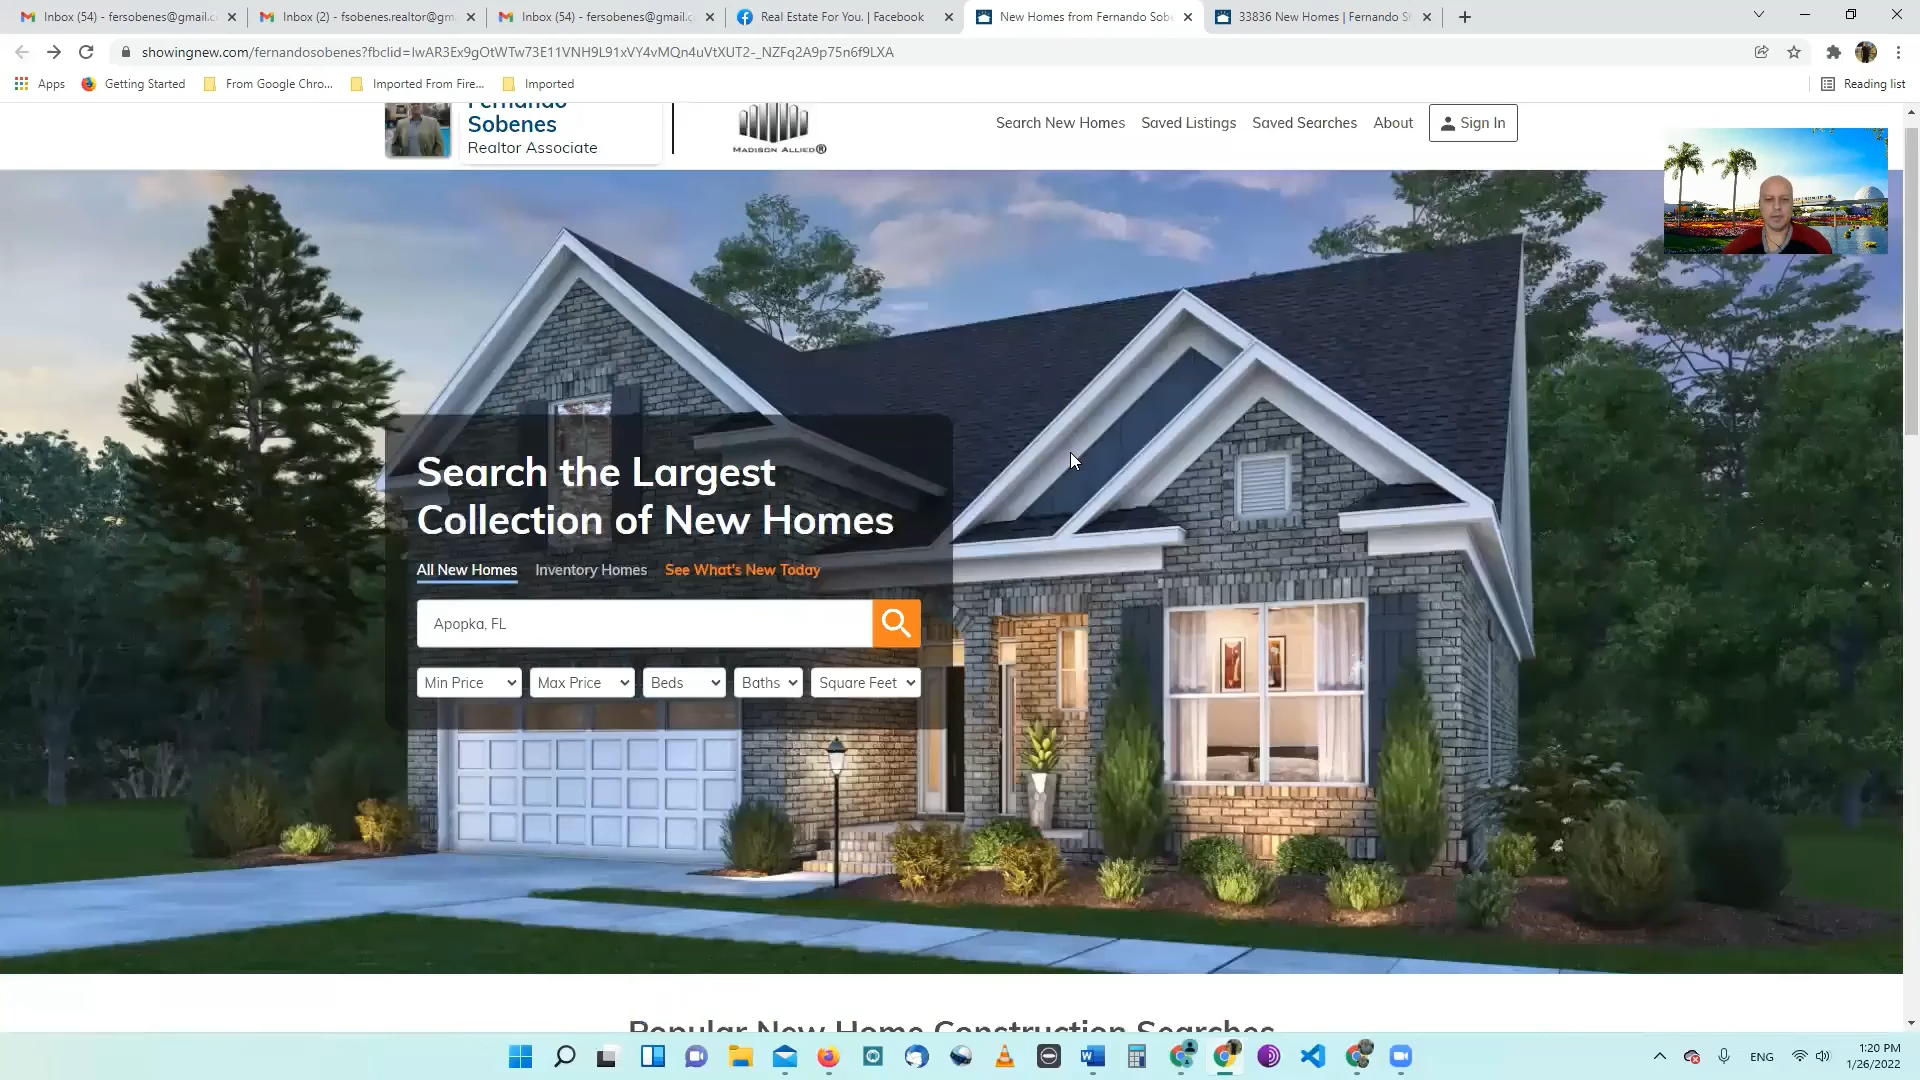 Inbox (54) - fersobenes@gmail.c
Inbox (2) - fsobenes.realtor@gm
Inbox (54) - fersobenes@gmail.c
Real Estate For You. | Facebook
New Homes from Fernando Sobe
33836 New Homes | Fernando S
showingnew.com/fernandosobenes?fbclid=IwAR3Ex9gOtWTw73E11VNH9L91xVY4vMQn4uVtXUT2-_NZFq2A9p75n6f9LXA
Apps
Getting Started
From Google Chro...
Imported From Fire...
Imported
Reading list
Fernando
Sobenes
Realtor Associate
MADISON ALLIED®
Search New Homes
Saved Listings
Saved Searches
About
Sign In
Search the Largest
Collection of New Homes
All New Homes
Inventory Homes
See What's New Today
Apopka, FL
Min Price
Max Price
Beds
Baths
Square Feet
Popular New Home Construction Searches
ENG
1:20 PM
1/26/2022